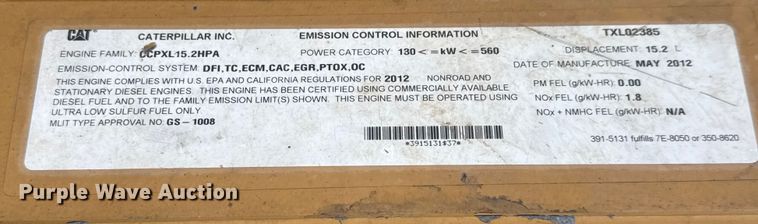 CAT CATERPILLAR INC. EMISSION CONTROL INFORMATION TXL02385
ENGINE FAMILY: CCPXL15.2HPA POWER CATEGORY: 130 < =kW < =560 DISPLACEMENT: 15.2 L
EMISSION-CONTROL SYSTEM: DFI,TC,ECM,CAC,EGR,PTOX,OC DATE OF MANUFACTURE MAY 2012
THIS ENGINE COMPLIES WITH U.S. EPA AND CALIFORNIA REGULATIONS FOR 2012 NONROAD AND
STATIONARY DIESEL ENGINES. THIS ENGINE HAS BEEN CERTIFIED USING COMMERCIALLY AVAILABLE
DIESEL FUEL AND TO THE FAMILY EMISSION LIMIT(S) SHOWN. THIS ENGINE MUST BE OPERATED USING
ULTRA LOW SULFUR FUEL ONLY
MLIT TYPE APPROVAL NO: GS - 1008
PM FEL (g/kW-HR): 0.00
NOx FEL (g/kW-HR): 1.8
NOx + NMHC FEL (g/kW-HR): N/A
*3915131#37*
391-5131 fulfills 7E-8050 or 350-8620
Purple Wave Auction